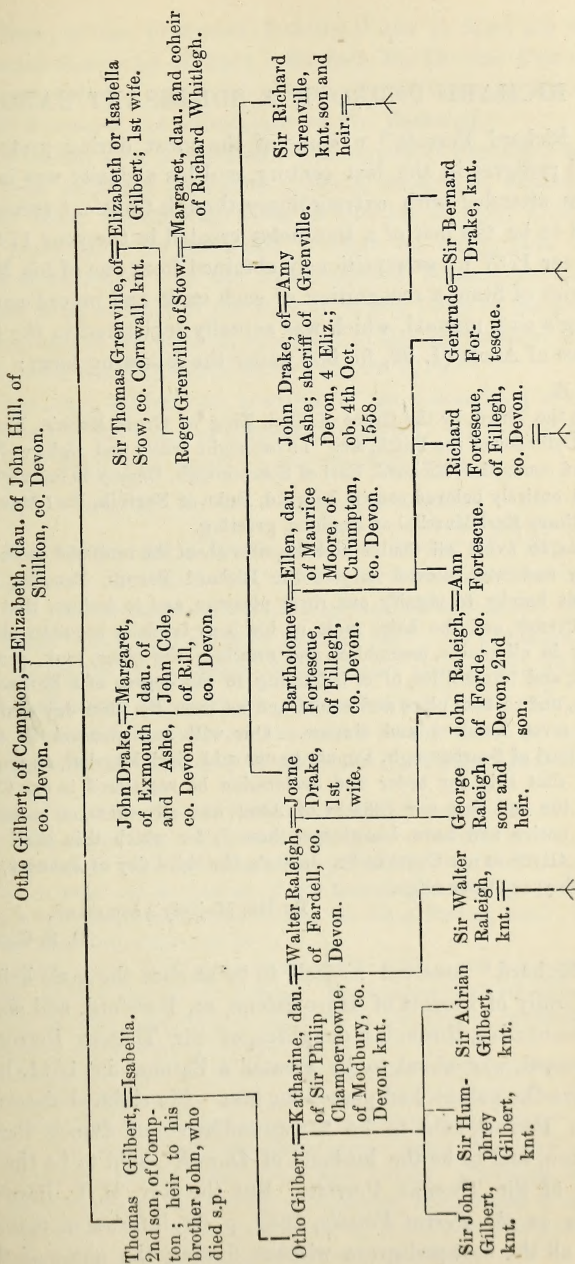 Otho Gilbert, of Compton,=Elizabeth, dau. of John Hill, of
co. Devon. Shillton, co. Devon.
Thomas Gilbert,=Isabella.
2nd son, of Comp-
ton; heir to his
brother John, who
died s.p.
John Drake,=Margaret,
of Exmouth dau. of
and Ashe, John Cole,
co. Devon. of Rill,
co. Devon.
Sir Thomas Grenville, of=Elizabeth or Isabella
Stow, co. Cornwall, knt. Gilbert; 1st wife.
Roger Grenville, of Stow.=Margaret, dau. and coheir
of Richard Whitlegh.
Otho Gilbert.=Katharine, dau.=Walter Raleigh,=Joane
of Sir Philip of Fardell, co. Drake,
Champernowne, Devon. 1st
of Modbury, co. wife.
Devon, knt.
Bartholomew=Ellen, dau.
Fortescue, of Maurice
of Fillegh, Moore, of
co. Devon. Culumpton,
co. Devon.
John Drake, of=Amy
Ashe; sheriff of Grenville.
Devon, 4 Eliz.;
ob. 4th Oct.
1558.
Sir Richard
Grenville,
knt. son and
heir.=
Sir John
Gilbert,
knt.
Sir Hum-
phrey
Gilbert,
knt.
Sir Adrian
Gilbert,
knt.
Sir Walter
Raleigh,
knt.=
George
Raleigh,
son and
heir.
John Raleigh,=Ann
of Forde, co. Fortescue.
Devon, 2nd
son.
Richard
Fortescue,
of Fillegh,
co. Devon.
=
Gertrude=Sir Bernard
For- Drake, knt.
tescue.